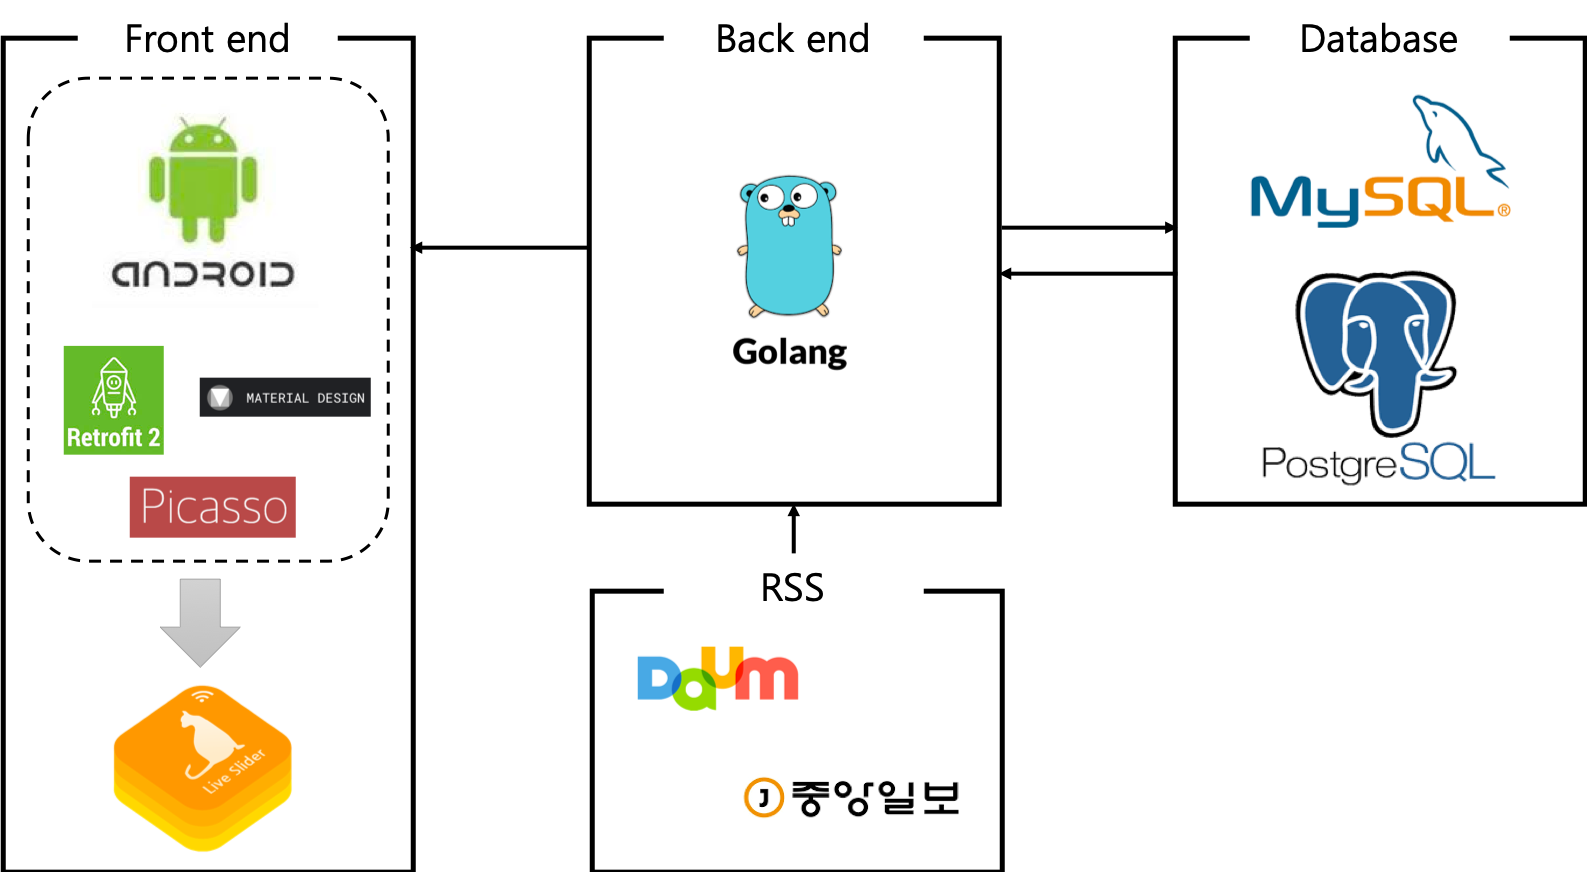 Front end
ANDROID
Retrofit 2
MATERIAL DESIGN
Picasso
Live Slider
Back end
Golang
RSS
Daum
J 중앙일보
Database
MySQL®
PostgreSQL